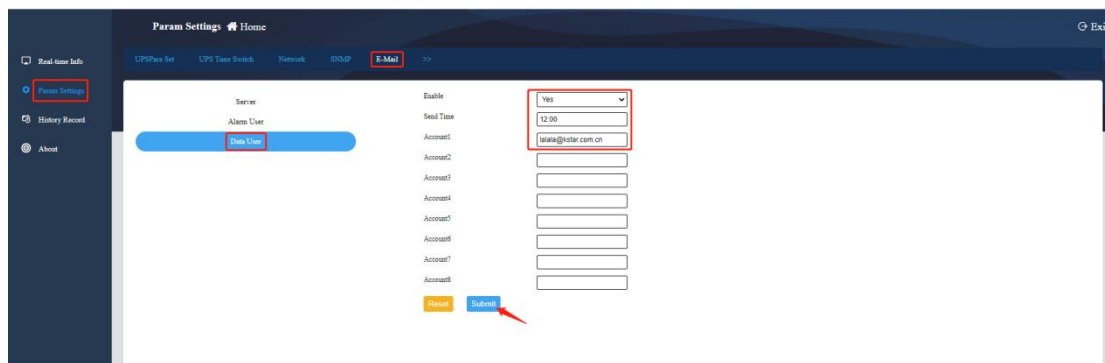 Param Settings Home
Exi
Real-time Info
Param Settings
History Record
About
UPSPara Set UPS Time Switch Network SNMP E-Mail >>
Server
Alarm User
Data User
Enable Yes
Send Time 12:00
Account1 lalala@kstar.com.cn
Account2
Account3
Account4
Account5
Account6
Account7
Account8
Reset Submit